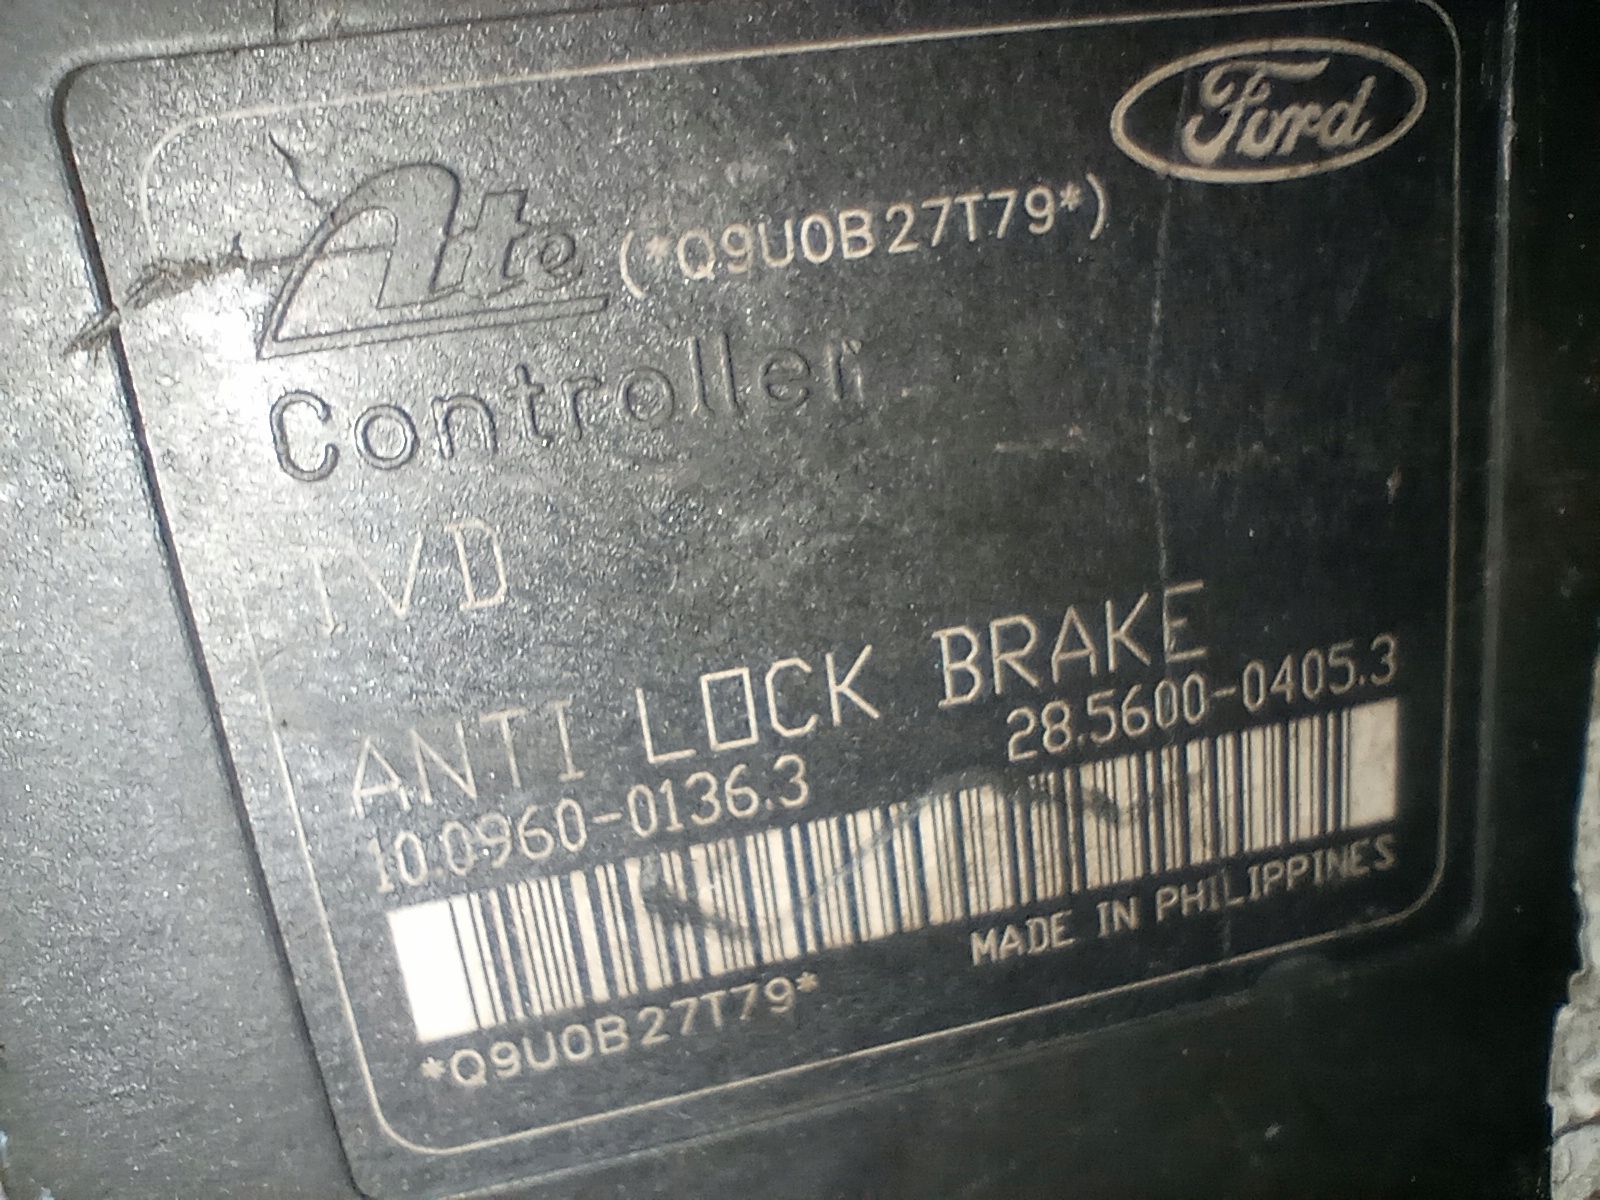 Ford
Ate (*Q9U0B27T79*)
Controller
IVD
ANTI LOCK BRAKE
10.0960-0136.3 28.5600-0405.3
MADE IN PHILIPPINES
*Q9U0B27T79*